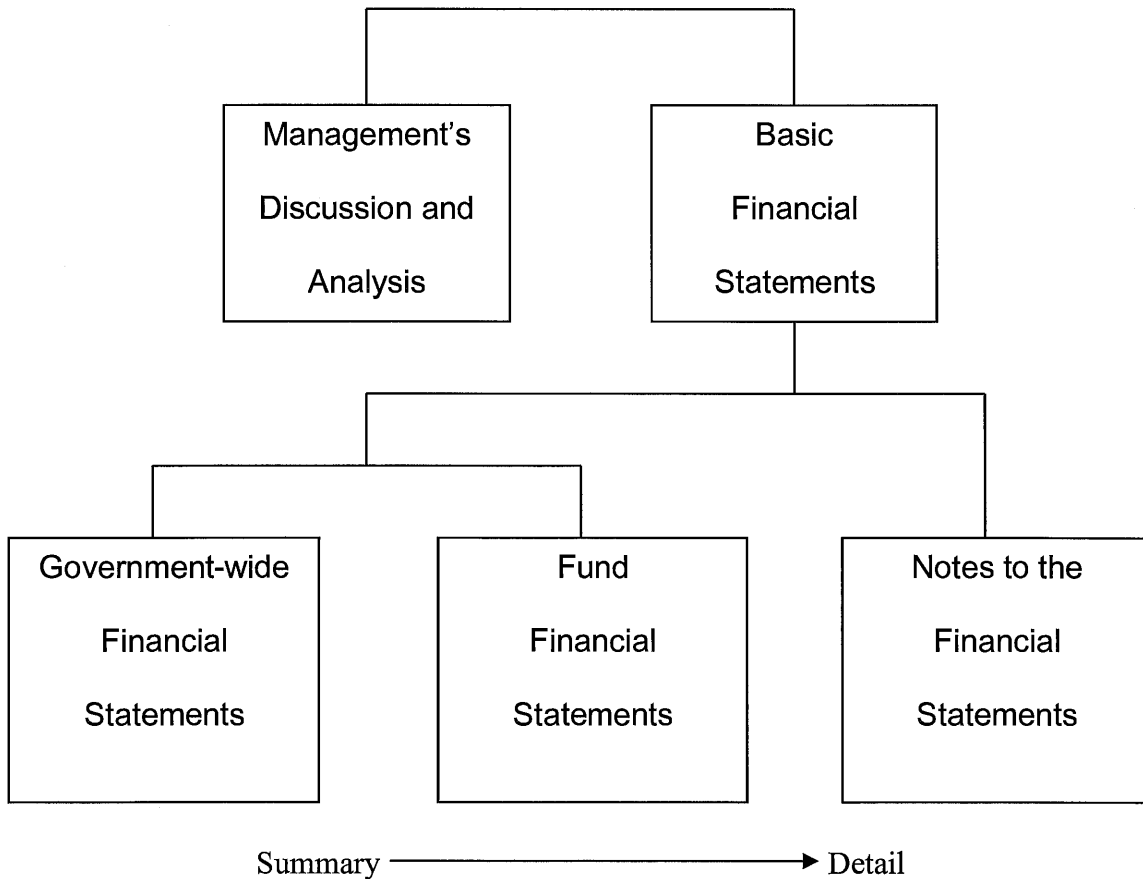 Management's
Discussion and
Analysis
Basic
Financial
Statements
Government-wide
Financial
Statements
Fund
Financial
Statements
Notes to the
Financial
Statements
Summary
Detail